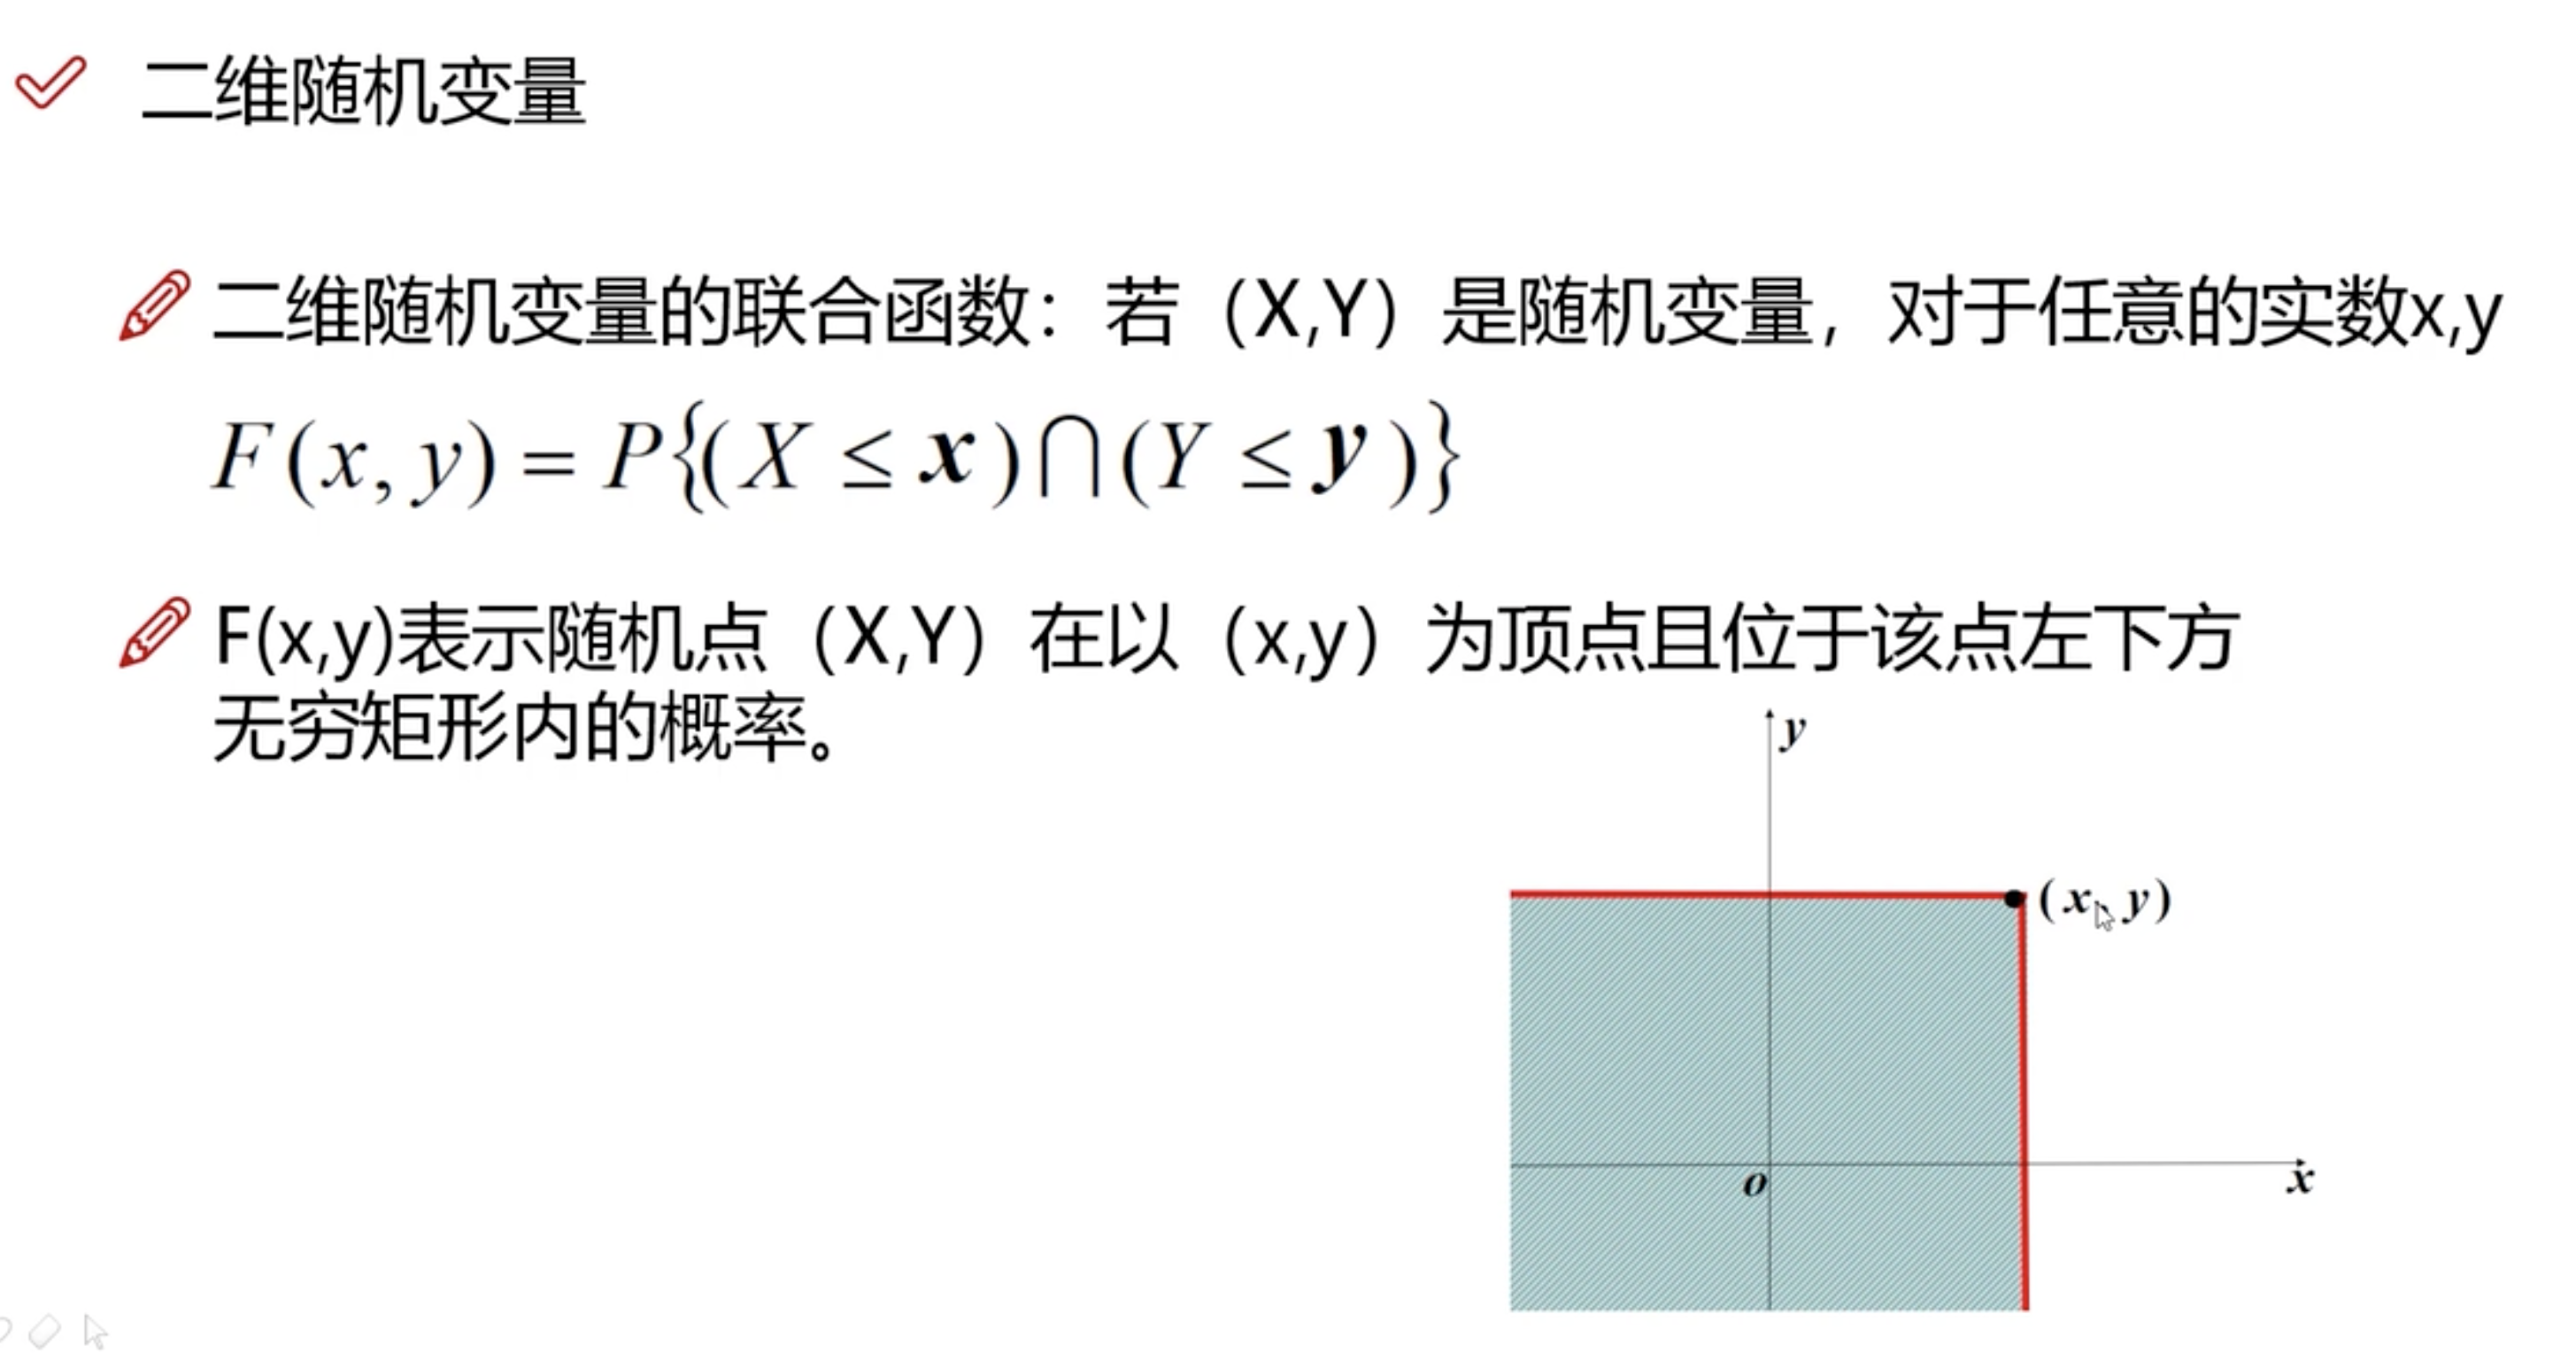 二维随机变量
二维随机变量的联合函数：若（X,Y）是随机变量，对于任意的实数x,y
F(x, y) = P{(X ≤ x)⋂(Y ≤ y)}
F(x,y)表示随机点（X,Y）在以（x,y）为顶点且位于该点左下方
无穷矩形内的概率。
y
(x, y)
o
x